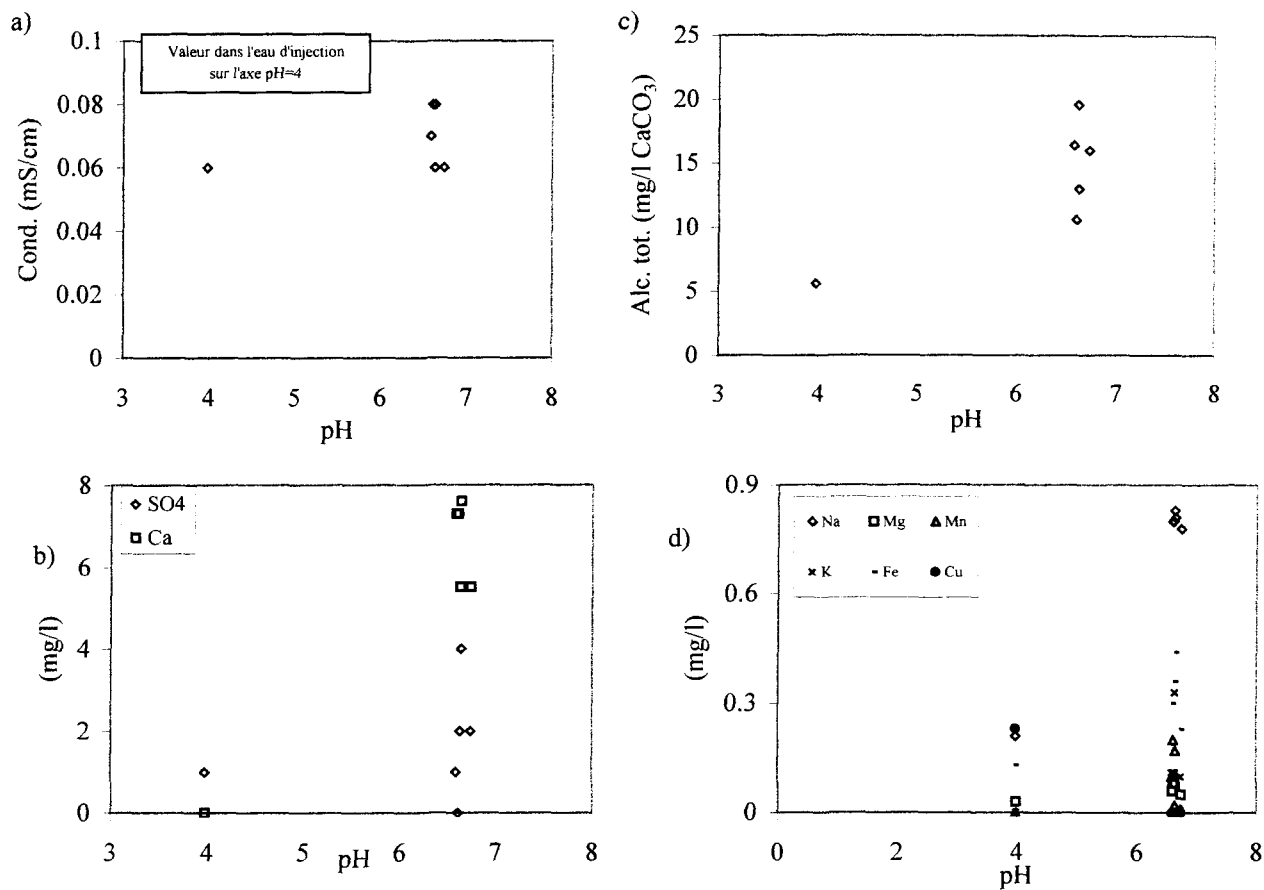 a)
Cond. (mS/cm)
0.1
0.08
0.06
0.04
0.02
0
Valeur dans l'eau d'injection
sur l'axe pH=4
3 4 5 6 7 8
pH
c)
Alc. tot. (mg/l CaCO3)
25
20
15
10
5
0
3 4 5 6 7 8
pH
b)
(mg/l)
8
6
4
2
0
SO4
Ca
3 4 5 6 7 8
pH
d)
(mg/l)
0.9
0.6
0.3
0
Na Mg Mn
K Fe Cu
0 2 4 6 8
pH